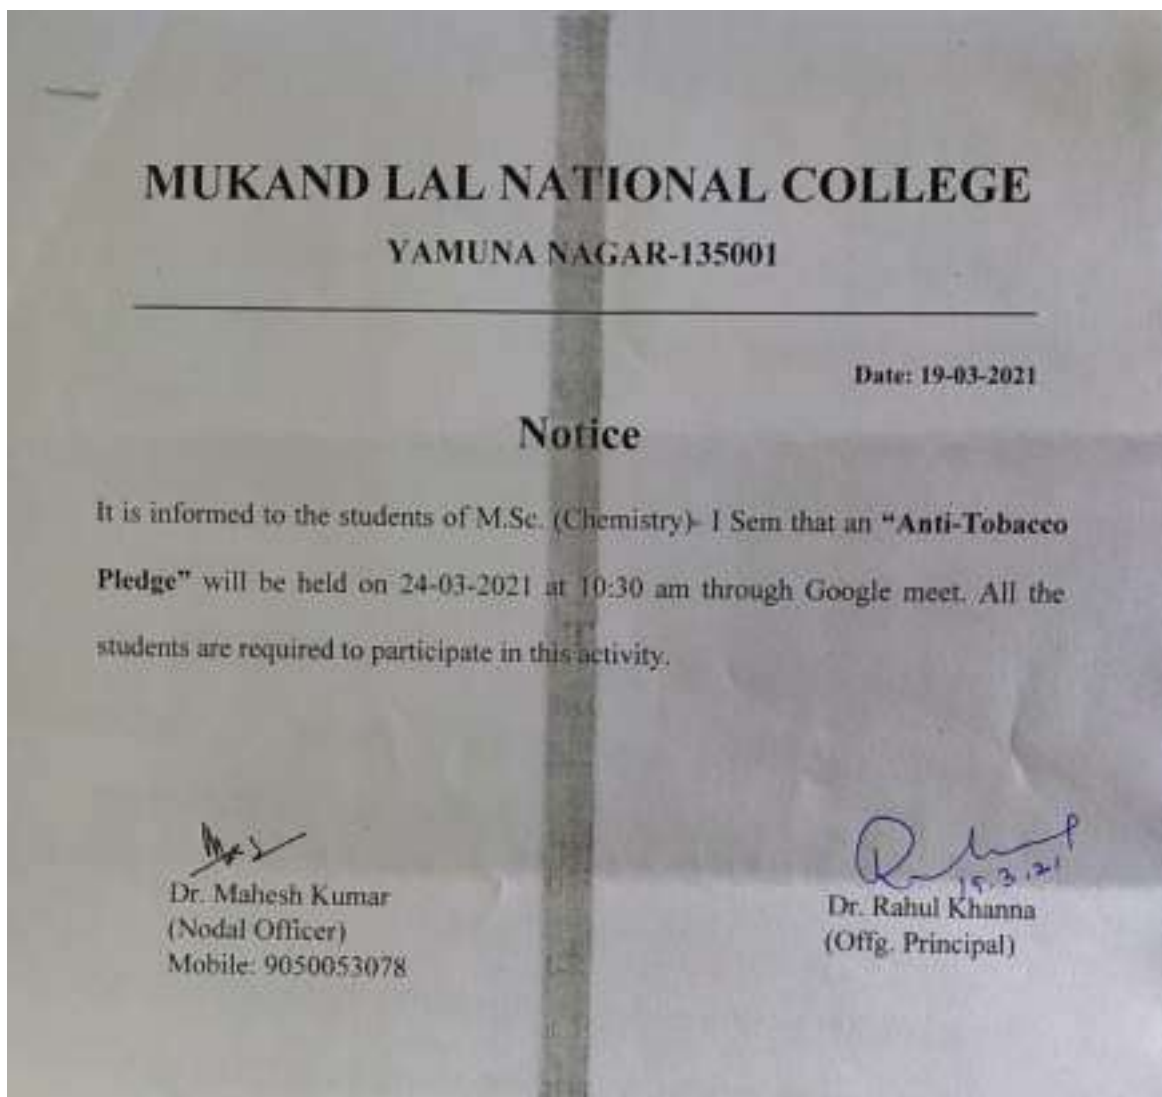 MUKAND LAL NATIONAL COLLEGE
YAMUNA NAGAR-135001
Date: 19-03-2021
Notice
It is informed to the students of M.Sc. (Chemistry)- I Sem that an “Anti-Tobacco
Pledge” will be held on 24-03-2021 at 10:30 am through Google meet. All the
students are required to participate in this activity.
Dr. Mahesh Kumar
(Nodal Officer)
Mobile: 9050053078
19.3.21
Dr. Rahul Khanna
(Offg. Principal)